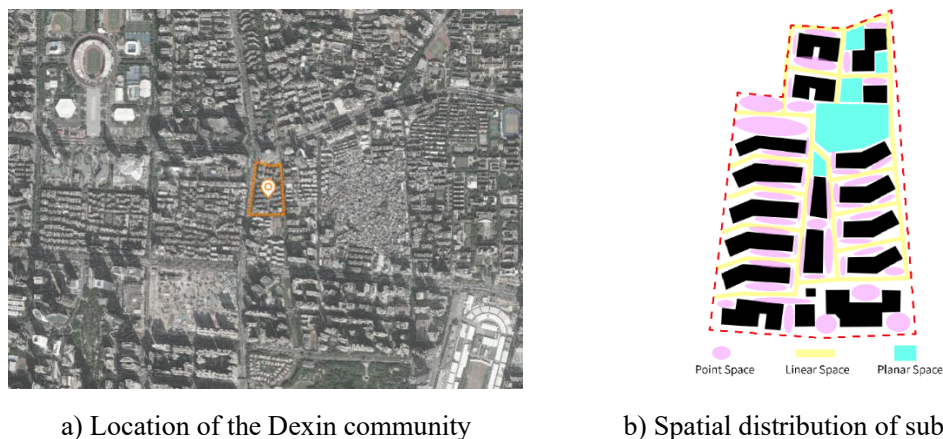 Point Space Linear Space Planar Space
a) Location of the Dexin community
b) Spatial distribution of sub